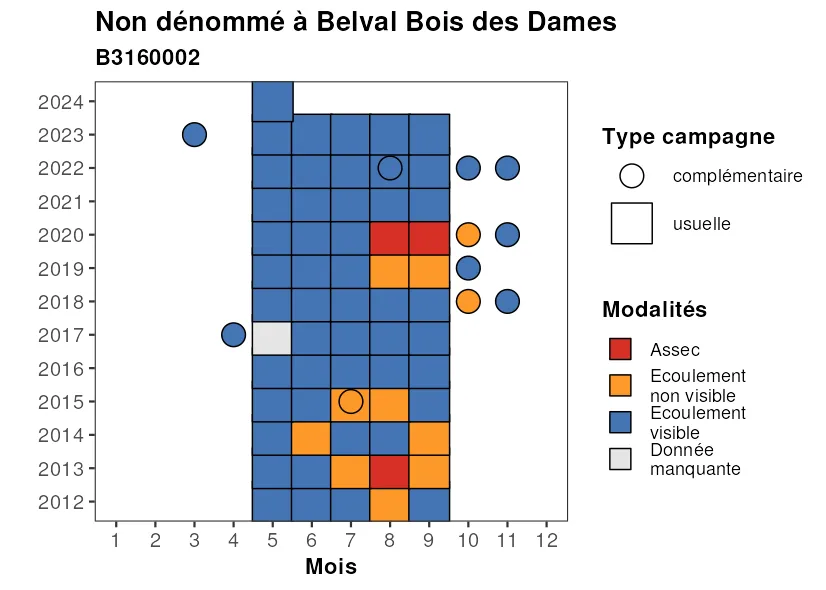 Non dénommé à Belval Bois des Dames
B3160002
2024
2023
2022
2021
2020
2019
2018
2017
2016
2015
2014
2013
2012
1 2 3 4 5 6 7 8 9 10 11 12
Mois
Type campagne
complémentaire
usuelle
Modalités
Assec
Ecoulement
non visible
Ecoulement
visible
Donnée
manquante